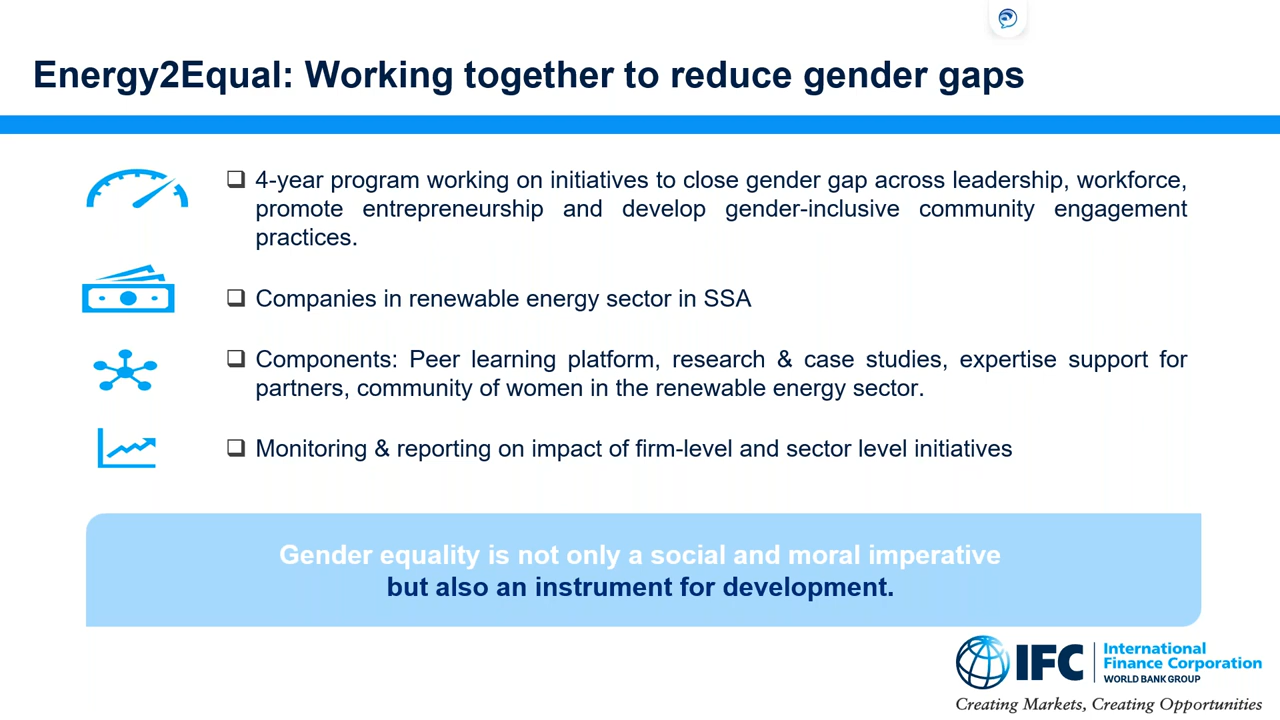 Energy2Equal: Working together to reduce gender gaps
4-year program working on initiatives to close gender gap across leadership, workforce,
promote entrepreneurship and develop gender-inclusive community engagement
practices.
Companies in renewable energy sector in SSA
Components: Peer learning platform, research & case studies, expertise support for
partners, community of women in the renewable energy sector.
Monitoring & reporting on impact of firm-level and sector level initiatives
Gender equality is not only a social and moral imperative
but also an instrument for development.
IFC
International
Finance Corporation
WORLD BANK GROUP
Creating Markets, Creating Opportunities